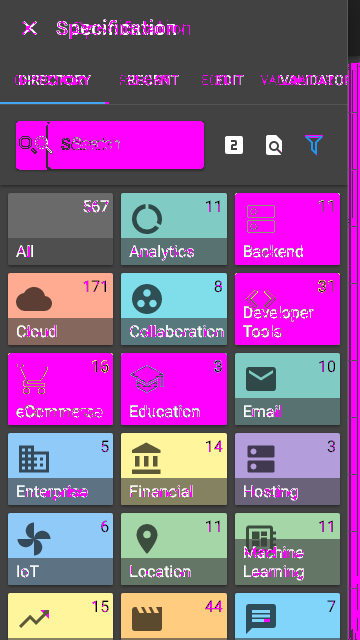 Specification
DIRECTORY RECENT EDIT VALIDATOR
Search
2
567
All
11
Analytics
11
Backend
171
Cloud
8
Collaboration
31
Developer
Tools
16
eCommerce
3
Education
10
Email
5
Enterprise
14
Financial
3
Hosting
6
IoT
11
Location
11
Machine
Learning
15
44
7